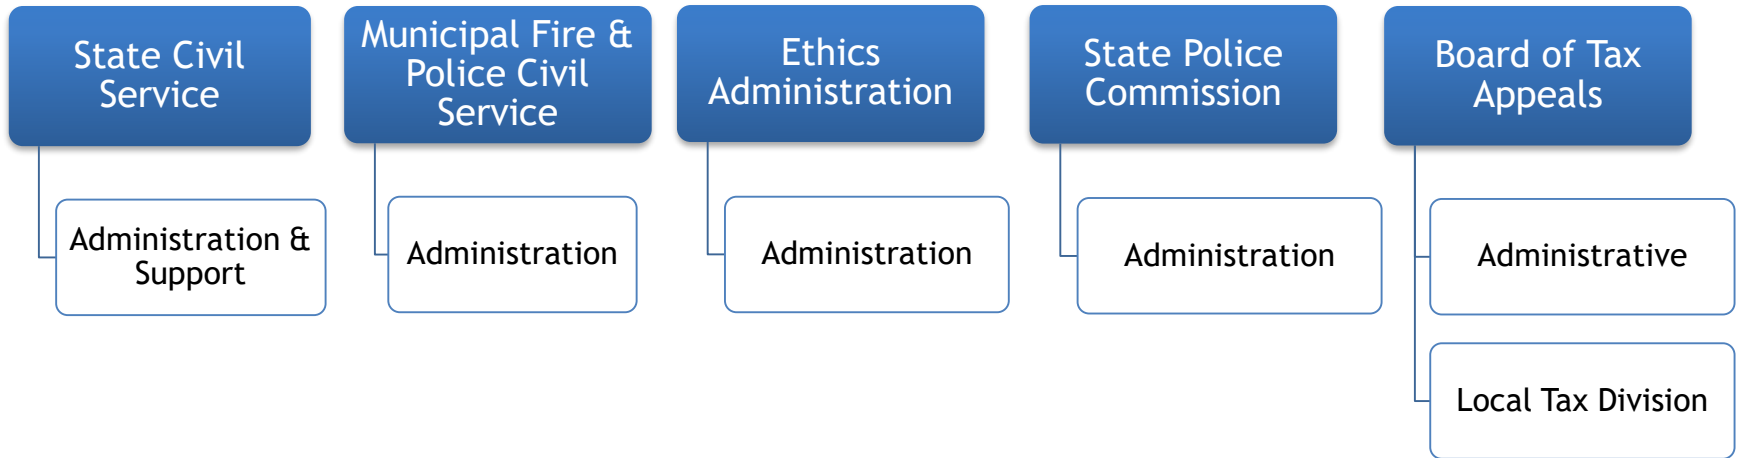 State Civil
Service
Municipal Fire &
Police Civil
Service
Ethics
Administration
State Police
Commission
Board of Tax
Appeals
Administration &
Support
Administration
Administration
Administration
Administrative
Local Tax Division